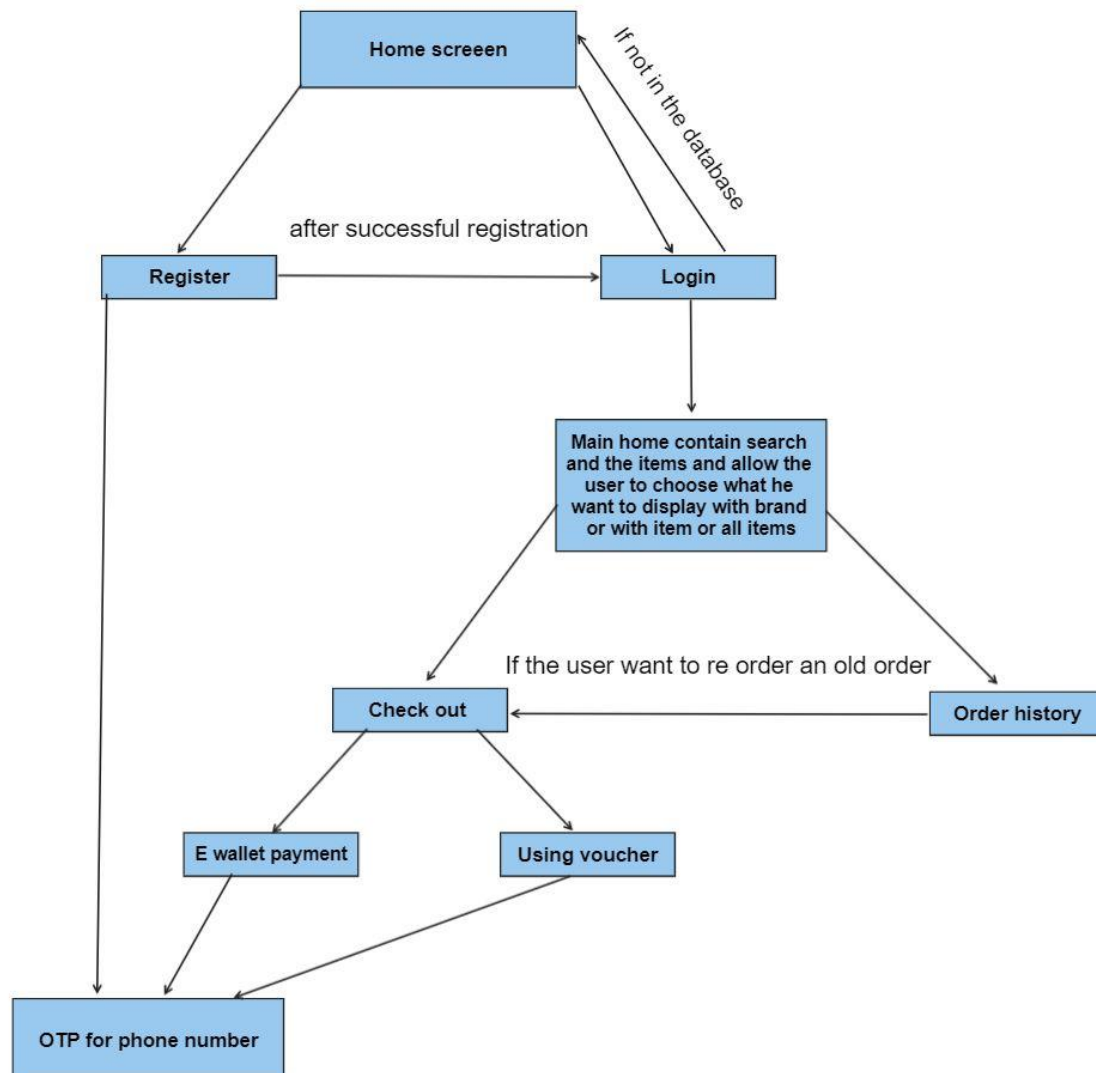 Home screeen
If not in the database
after successful registration
Register
Login
Main home contain search
and the items and allow the
user to choose what he
want to display with brand
or with item or all items
If the user want to re order an old order
Check out
Order history
E wallet payment
Using voucher
OTP for phone number